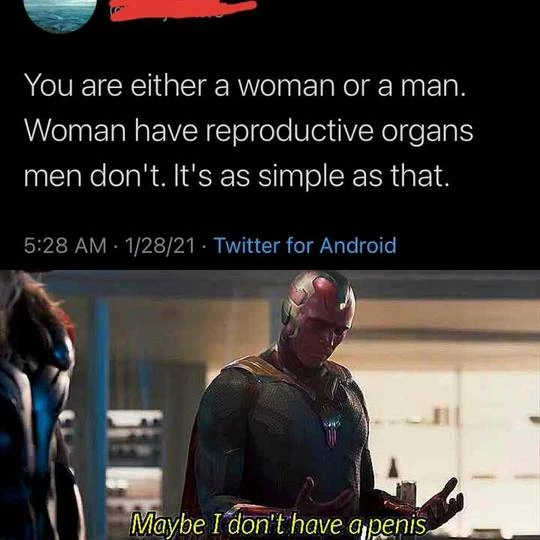 You are either a woman or a man.
Woman have reproductive organs
men don't. It's as simple as that.
5:28 AM · 1/28/21 · Twitter for Android
Maybe I don't have a penis